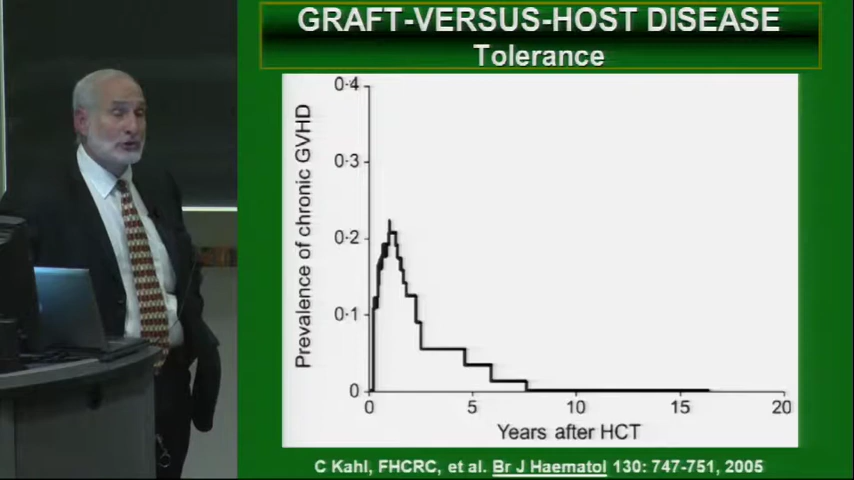 GRAFT-VERSUS-HOST DISEASE
Tolerance
0·4
0·3
0·2
0·1
0
Prevalence of chronic GVHD
0 5 10 15 20
Years after HCT
C Kahl, FHCRC, et al. Br J Haematol 130: 747-751, 2005